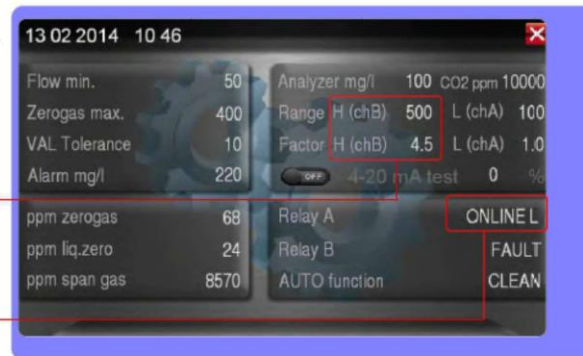 13 02 2014 10 46
Flow min. 50
Zerogas max. 400
VAL Tolerance 10
Alarm mg/l 220
Analyzer mg/l 100 CO2 ppm 10000
Range H (chB) 500 L (chA) 100
Factor H (chB) 4.5 L (chA) 1.0
OFF 4-20 mA test 0 %
ppm zerogas 68
ppm liq.zero 24
ppm span gas 8570
Relay A ONLINE L
Relay B FAULT
AUTO function CLEAN